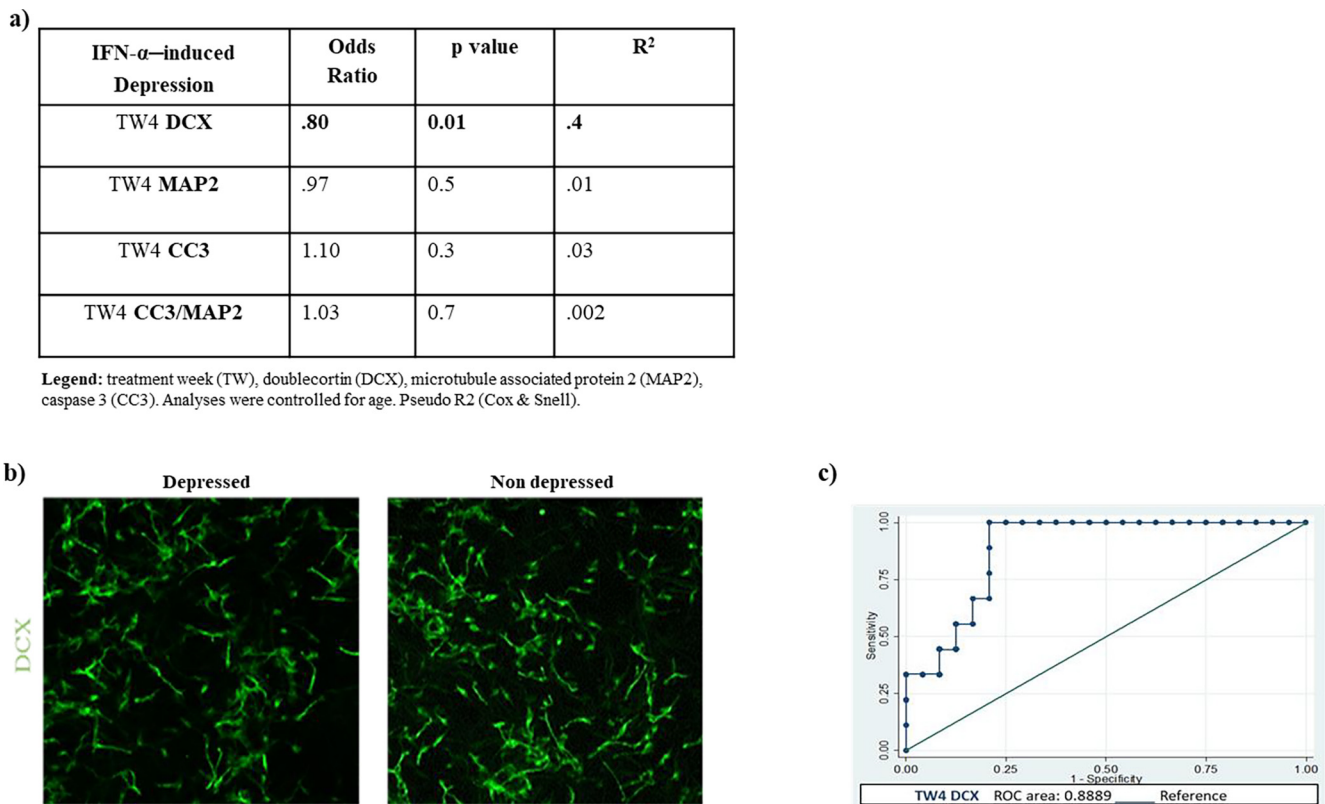 a)
IFN-α—induced Depression
Odds Ratio
p value
R²
TW4 DCX
.80
0.01
.4
TW4 MAP2
.97
0.5
.01
TW4 CC3
1.10
0.3
.03
TW4 CC3/MAP2
1.03
0.7
.002
Legend: treatment week (TW), doublecortin (DCX), microtubule associated protein 2 (MAP2),
caspase 3 (CC3). Analyses were controlled for age. Pseudo R2 (Cox & Snell).
b)
Depressed
Non depressed
DCX
c)
Sensitivity
1.00
0.75
0.50
0.25
0.00
0.00
0.25
0.50
0.75
1.00
1 - Specificity
TW4 DCX ROC area: 0.8889 Reference